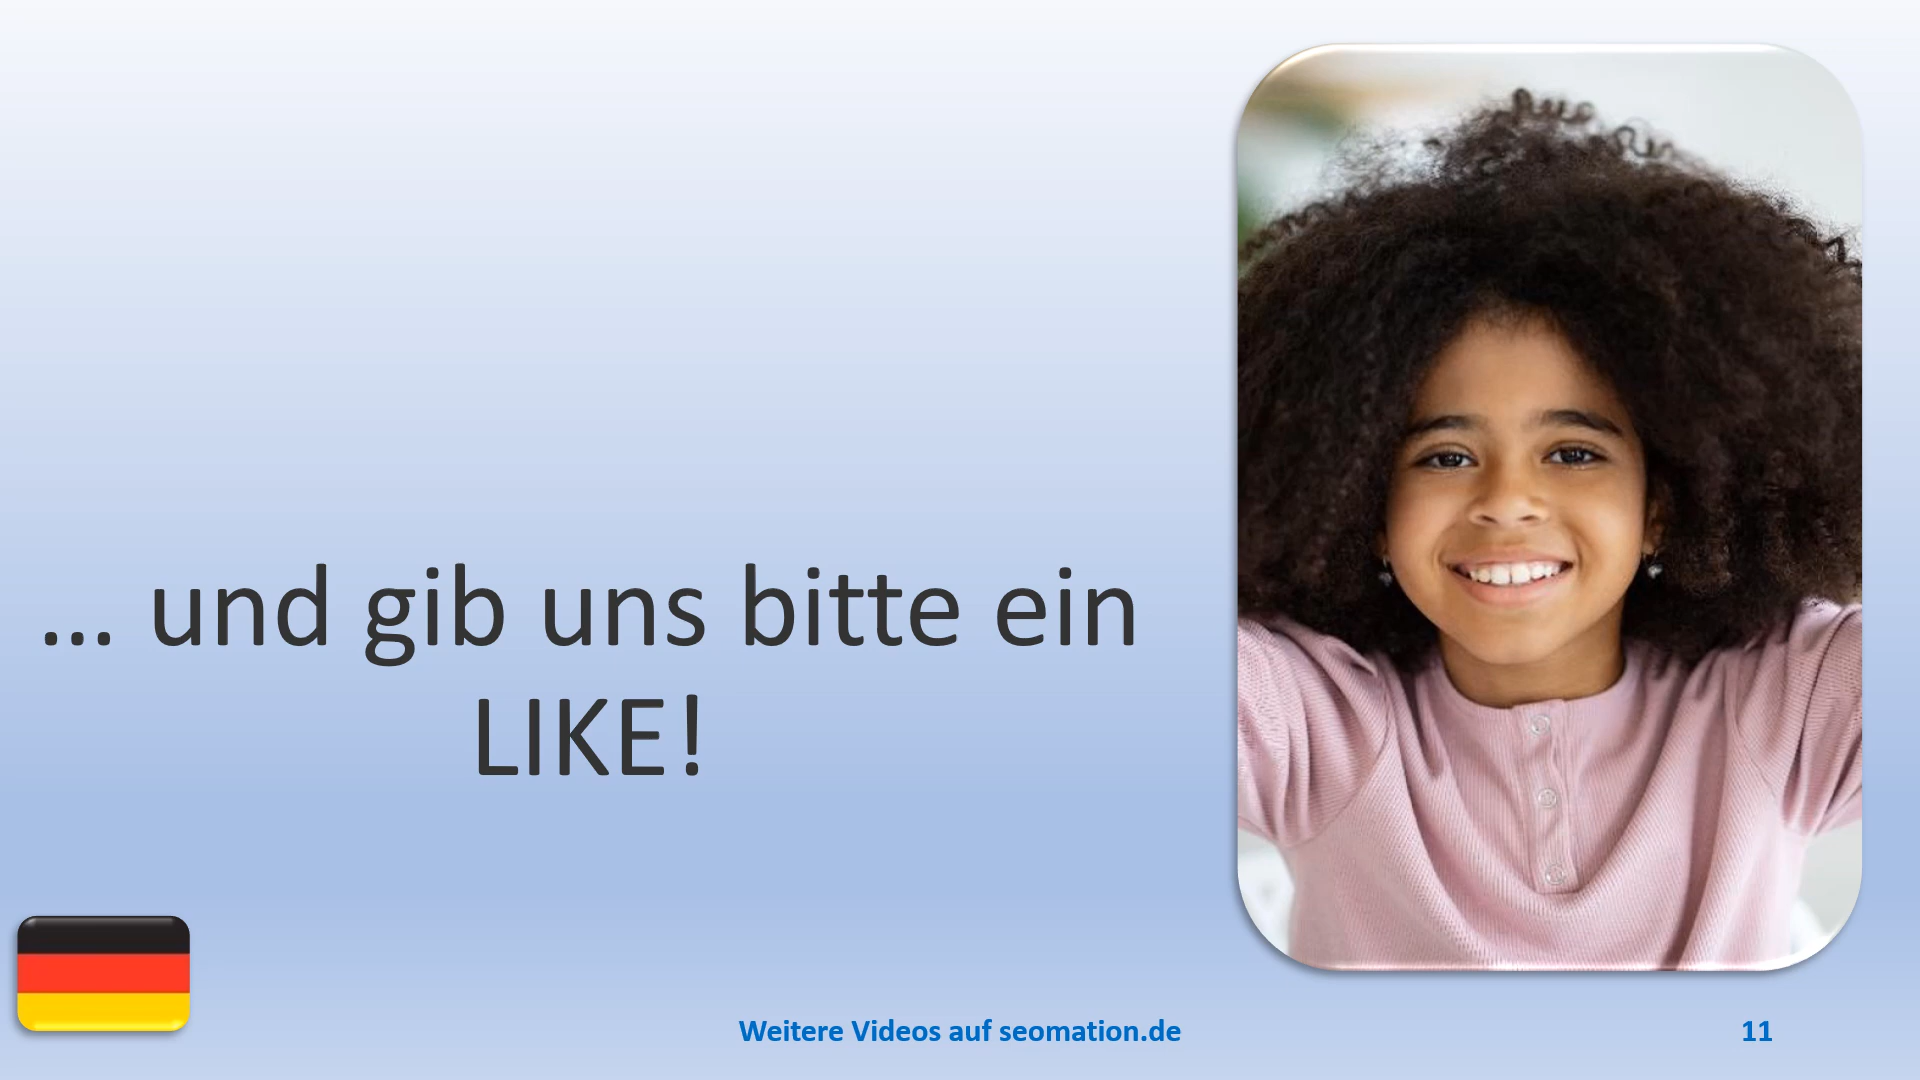 ... und gib uns bitte ein
LIKE!
Weitere Videos auf seomation.de
11